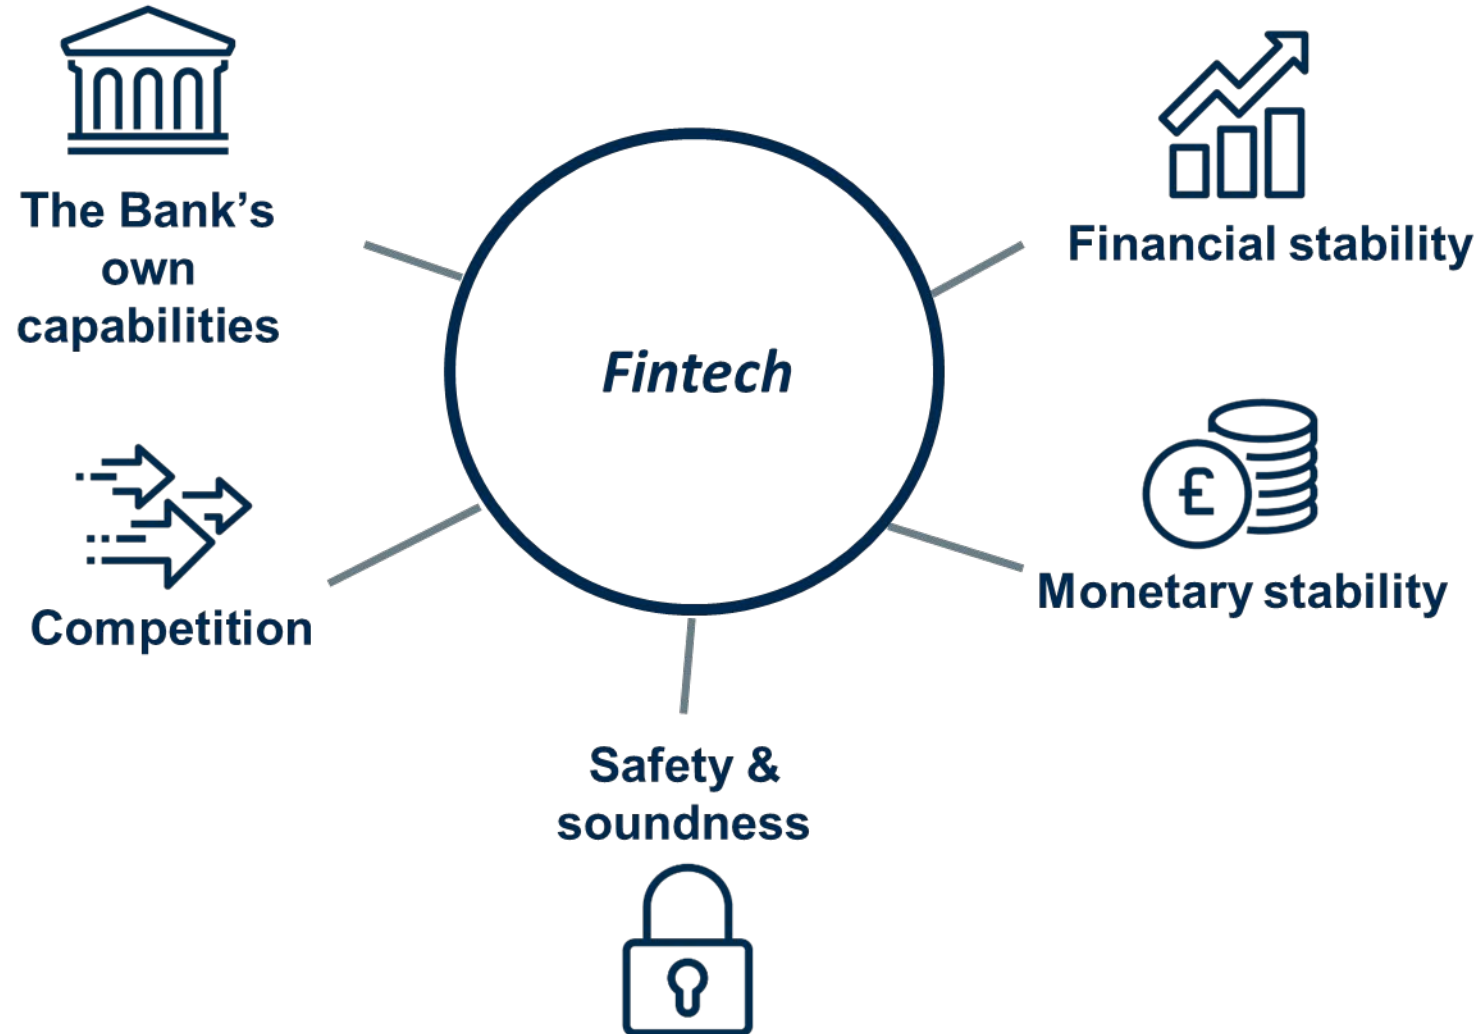 The Bank’s
own
capabilities
Financial stability
Fintech
£
Monetary stability
Competition
Safety &
soundness